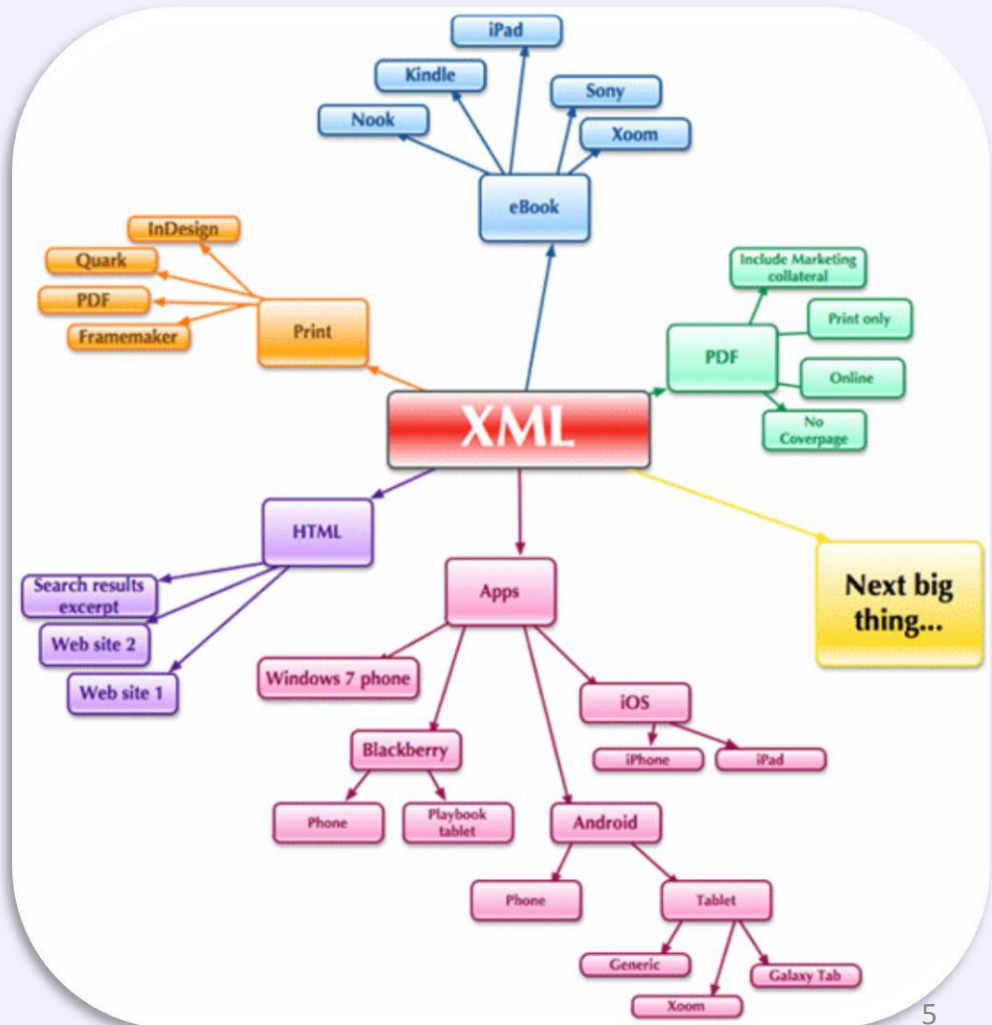 iPad
Kindle
Sony
Nook
Xoom
eBook
InDesign
Quark
PDF
Framemaker
Print
Include Marketing
collateral
Print only
PDF
Online
No
Coverpage
XML
HTML
Search results
excerpt
Web site 2
Web site 1
Apps
Next big
thing...
Windows 7 phone
iOS
Blackberry
iPhone
iPad
Phone
Playbook
tablet
Android
Phone
Tablet
Generic
Galaxy Tab
Xoom
5